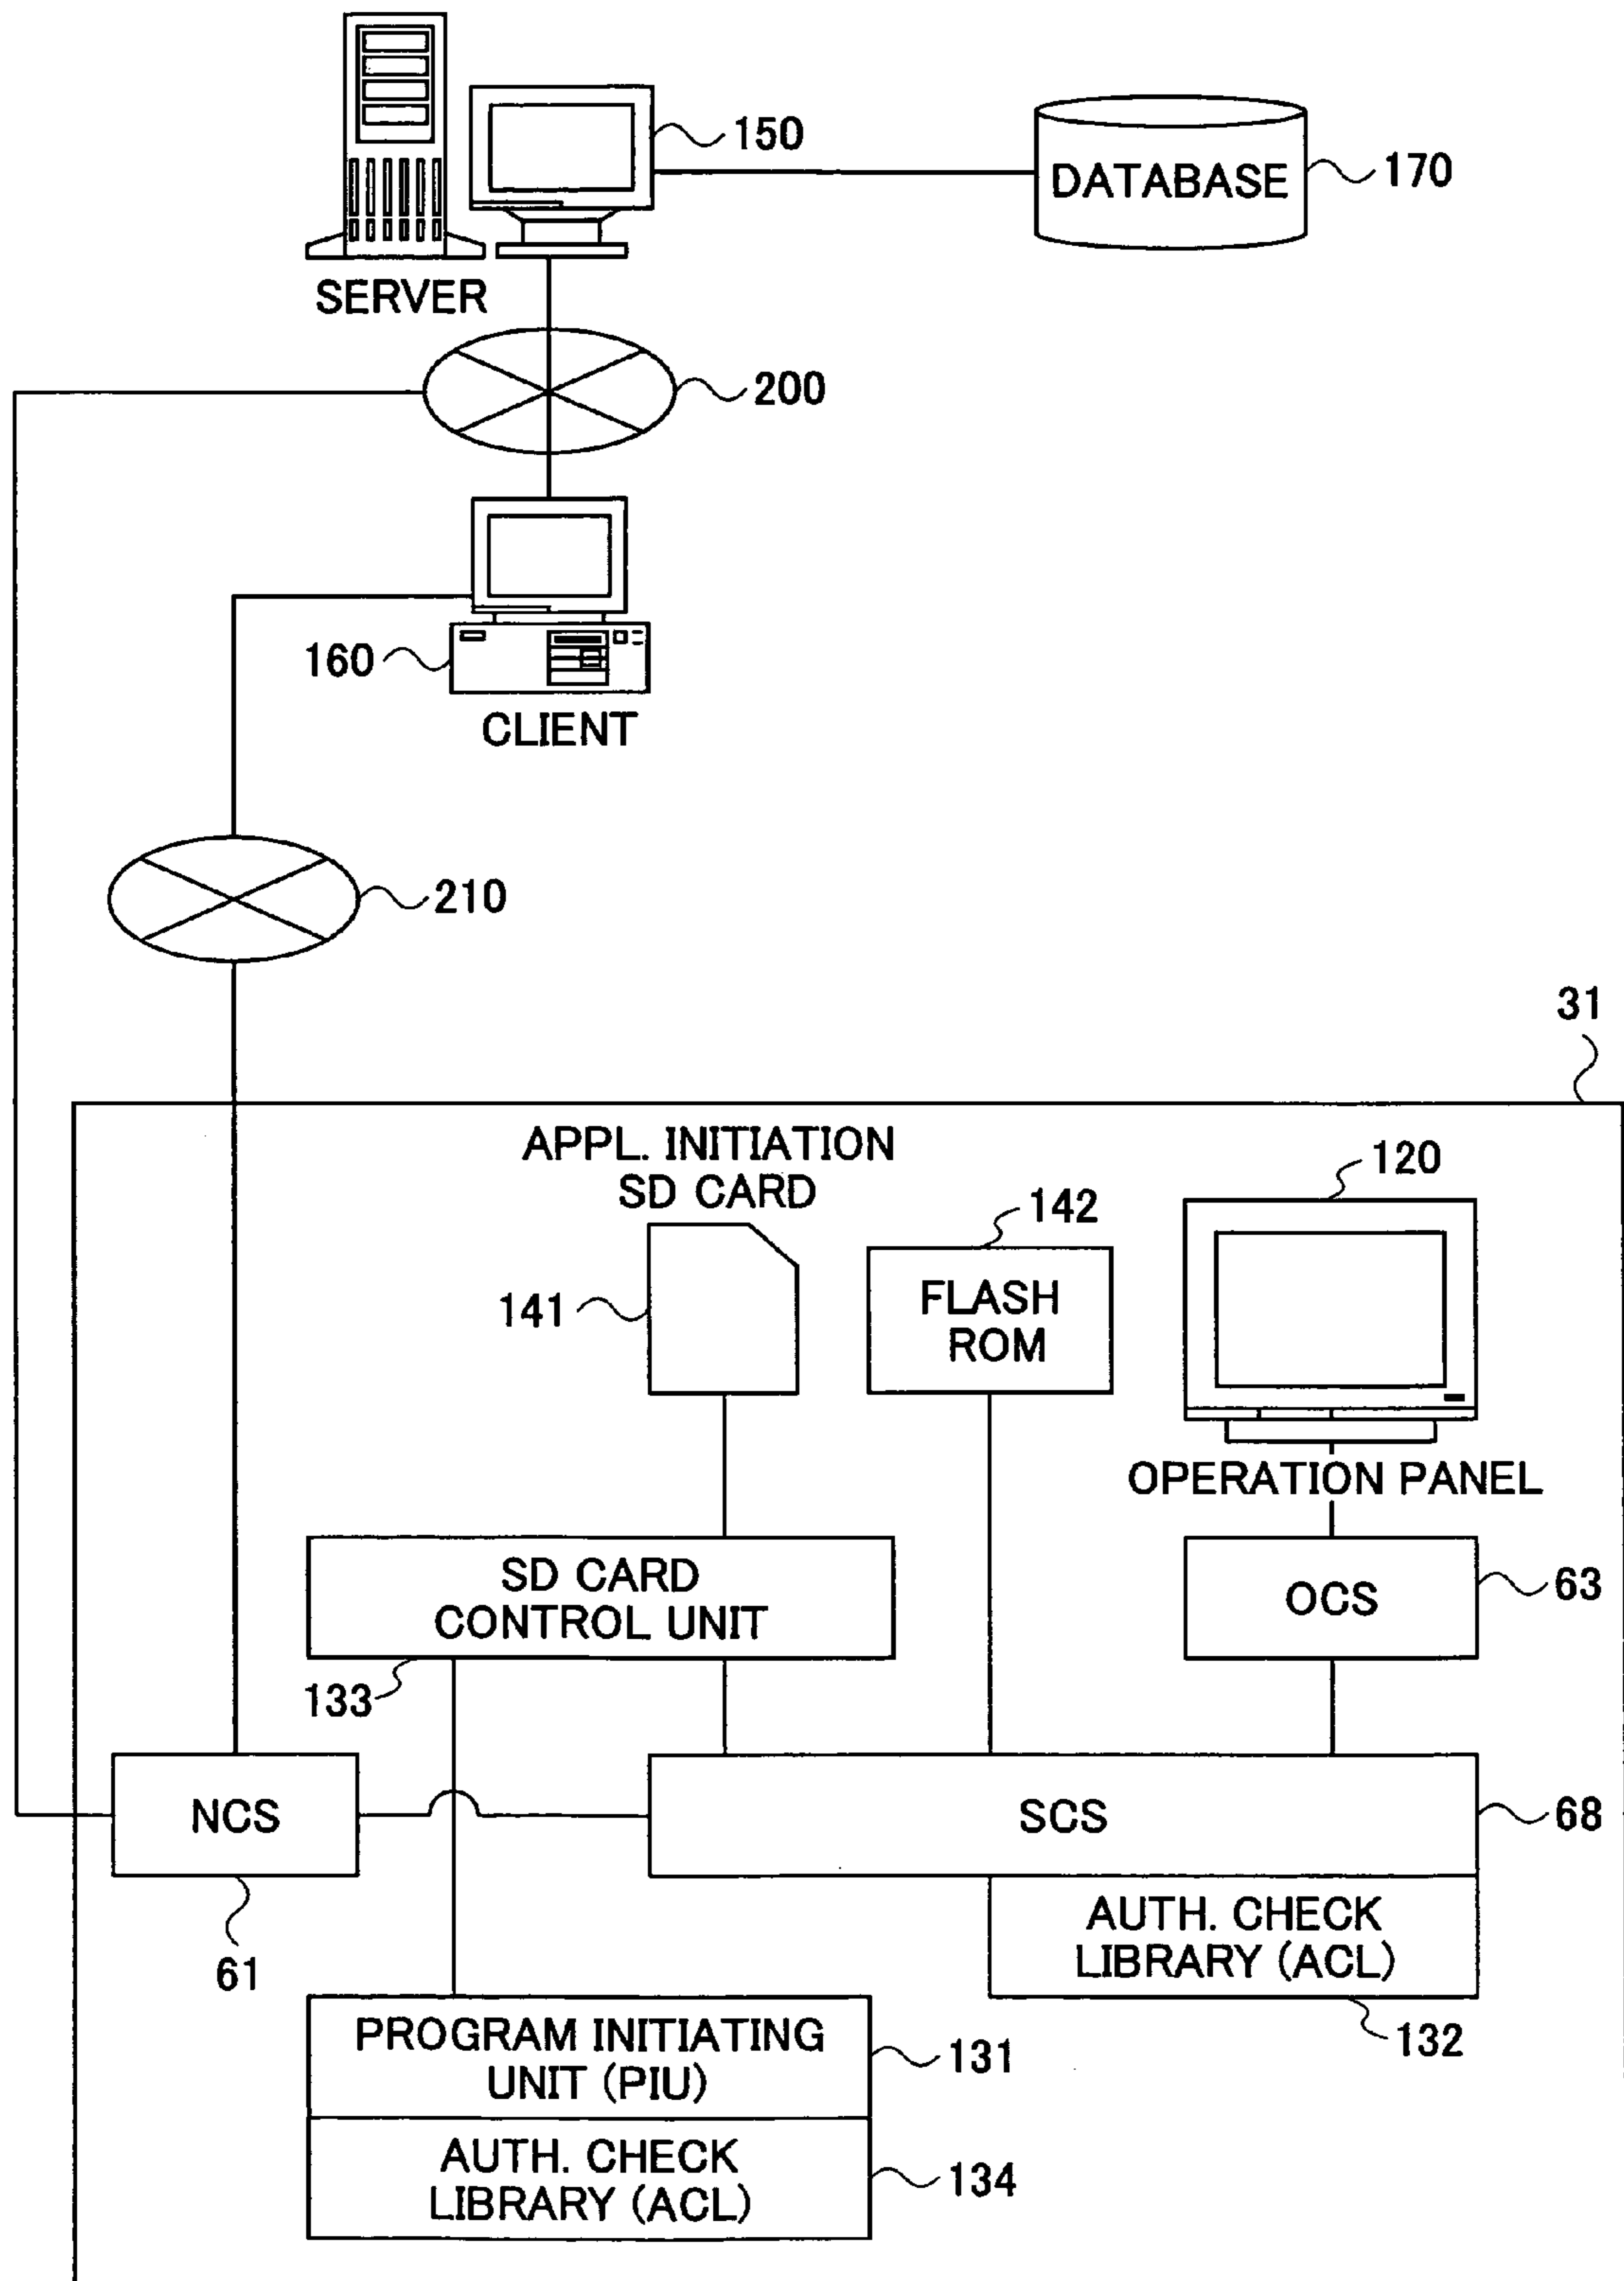 150
DATABASE
170
SERVER
200
160
CLIENT
210
31
APPL. INITIATION
SD CARD
120
142
141
FLASH
ROM
OPERATION PANEL
SD CARD
CONTROL UNIT
OCS
63
133
NCS
SCS
68
61
AUTH. CHECK
LIBRARY (ACL)
132
PROGRAM INITIATING
UNIT (PIU)
131
AUTH. CHECK
LIBRARY (ACL)
134